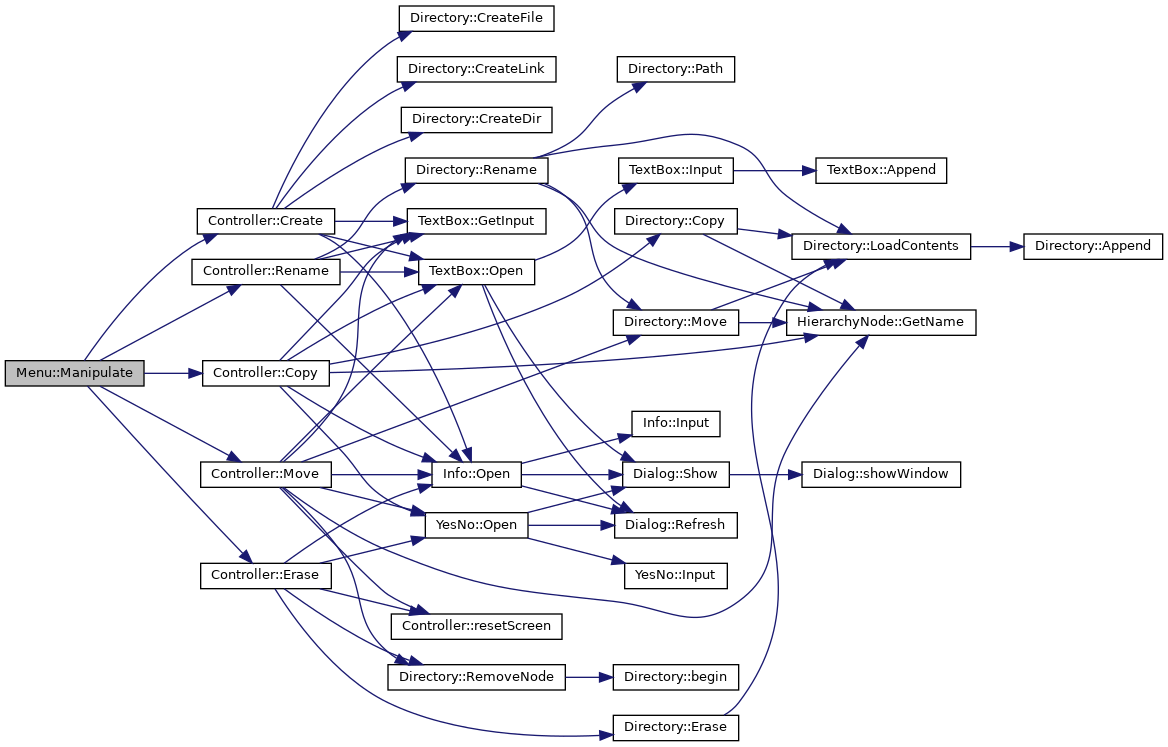 Directory::CreateFile
Directory::CreateLink
Directory::Path
Directory::CreateDir
Directory::Rename
TextBox::Input
TextBox::Append
Controller::Create
TextBox::GetInput
Directory::Copy
Directory::LoadContents
Directory::Append
Controller::Rename
TextBox::Open
Directory::Move
HierarchyNode::GetName
Menu::Manipulate
Controller::Copy
Info::Input
Controller::Move
Info::Open
Dialog::Show
Dialog::showWindow
YesNo::Open
Dialog::Refresh
Controller::Erase
YesNo::Input
Controller::resetScreen
Directory::RemoveNode
Directory::begin
Directory::Erase